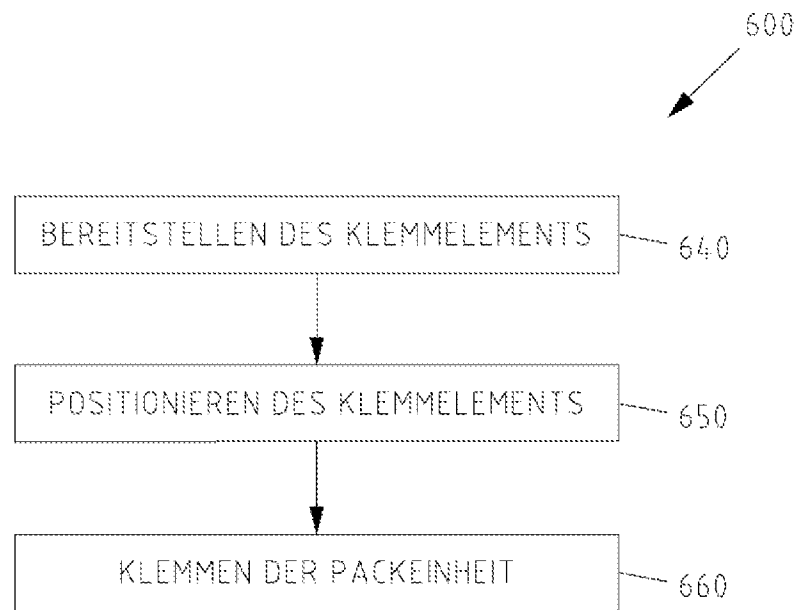 600
BEREITSTELLEN DES KLEMMELEMENTS
640
POSITIONIEREN DES KLEMMELEMENTS
650
KLEMMEN DER PACKEINHEIT
660